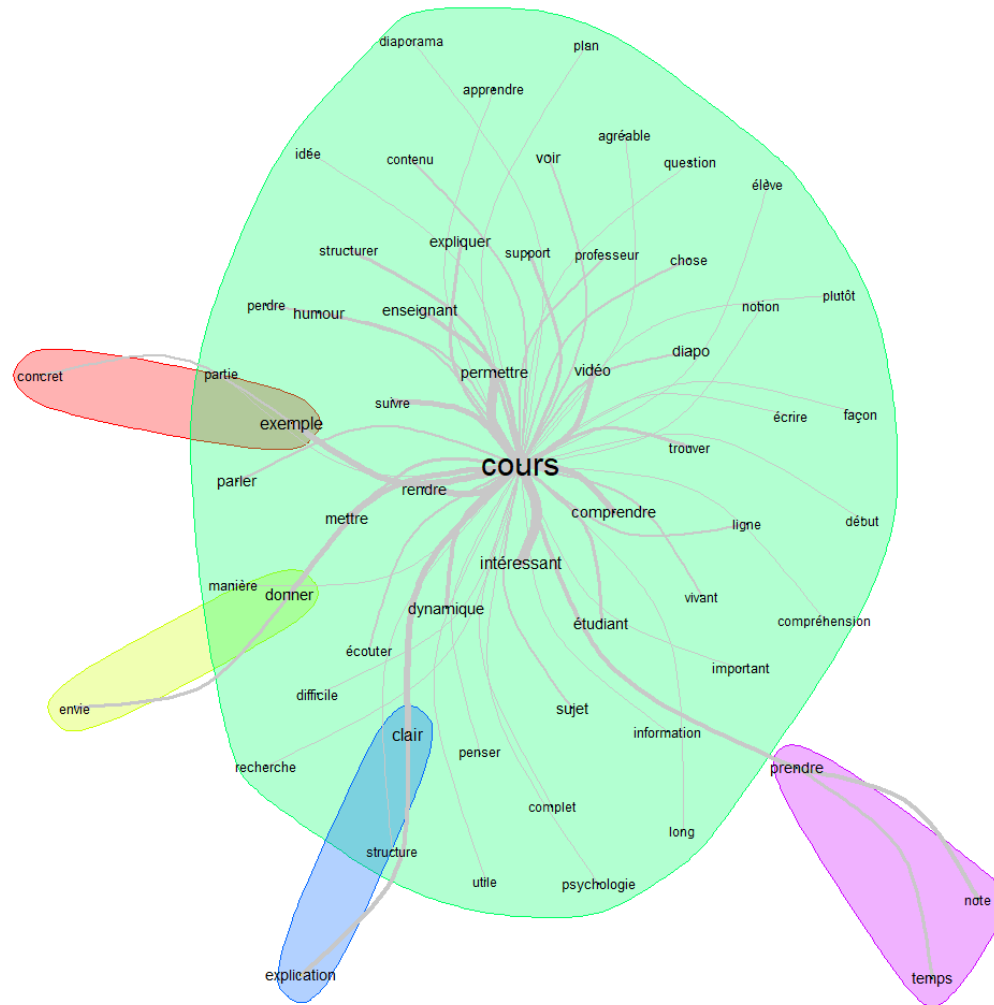 diaporama
plan
apprendre
agréable
voir
idée
contenu
question
élève
expliquer
structurer
support
professeur
chose
plutôt
perdre
humour
enseignant
notion
diapo
permettre
vidéo
concret
partie
suivre
exemple
écrire
façon
trouver
cours
parler
rendre
mettre
comprendre
ligne
début
intéressant
manière
donner
dynamique
vivant
étudiant
compréhension
écouter
important
difficile
envie
sujet
clair
information
penser
recherche
prendre
complet
long
structure
utile
psychologie
note
explication
temps